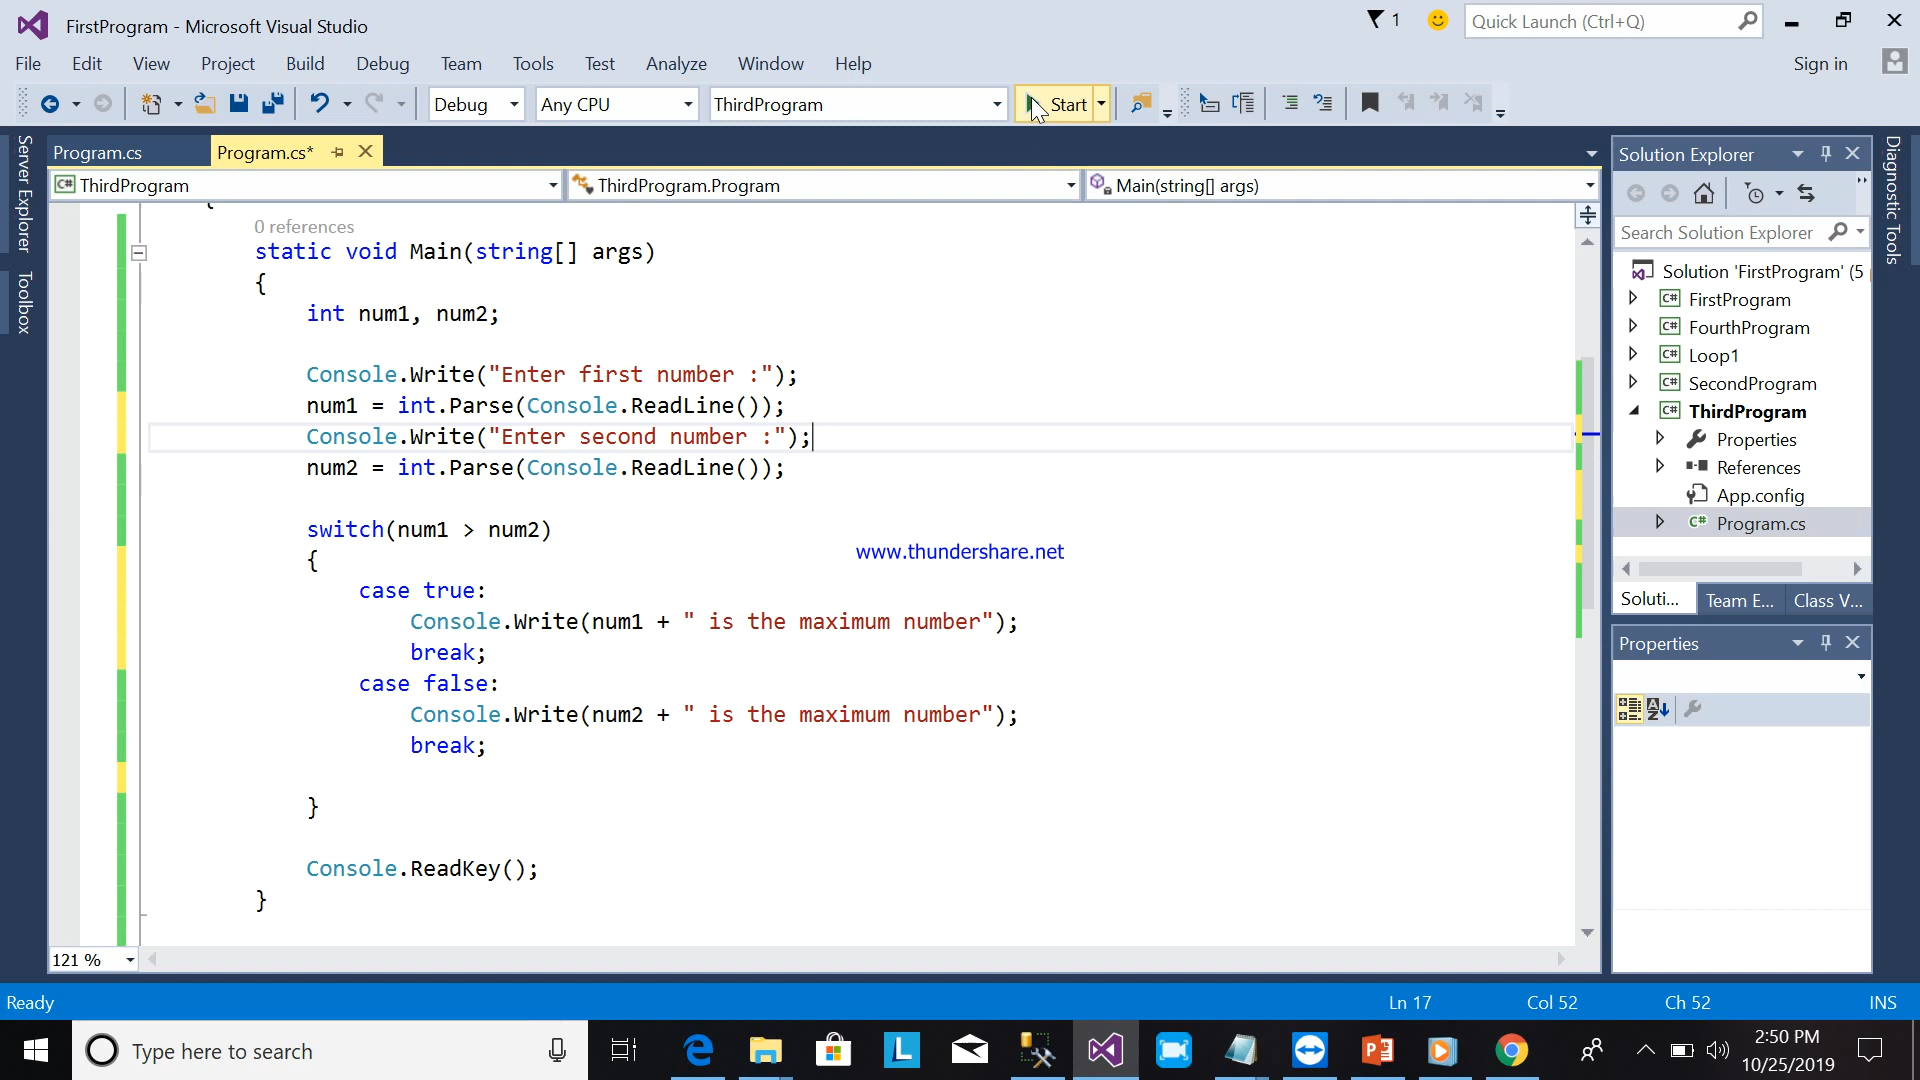 FirstProgram - Microsoft Visual Studio
1
Quick Launch (Ctrl+Q)
File Edit View Project Build Debug Team Tools Test Analyze Window Help
Sign in
Debug Any CPU ThirdProgram Start
Server Explorer
Toolbox
Program.cs Program.cs*
ThirdProgram ThirdProgram.Program Main(string[] args)
0 references
static void Main(string[] args)
{
int num1, num2;
Console.Write("Enter first number :");
num1 = int.Parse(Console.ReadLine());
Console.Write("Enter second number :");
num2 = int.Parse(Console.ReadLine());
switch(num1 > num2)
{
case true:
Console.Write(num1 + " is the maximum number");
break;
case false:
Console.Write(num2 + " is the maximum number");
break;
}
Console.ReadKey();
}
www.thundershare.net
121 %
Solution Explorer
Search Solution Explorer
Solution 'FirstProgram' (5
C# FirstProgram
C# FourthProgram
C# Loop1
C# SecondProgram
C# ThirdProgram
Properties
References
App.config
C# Program.cs
Soluti... Team E... Class V...
Properties
Diagnostic Tools
Ready
Ln 17 Col 52 Ch 52 INS
Type here to search
2:50 PM
10/25/2019